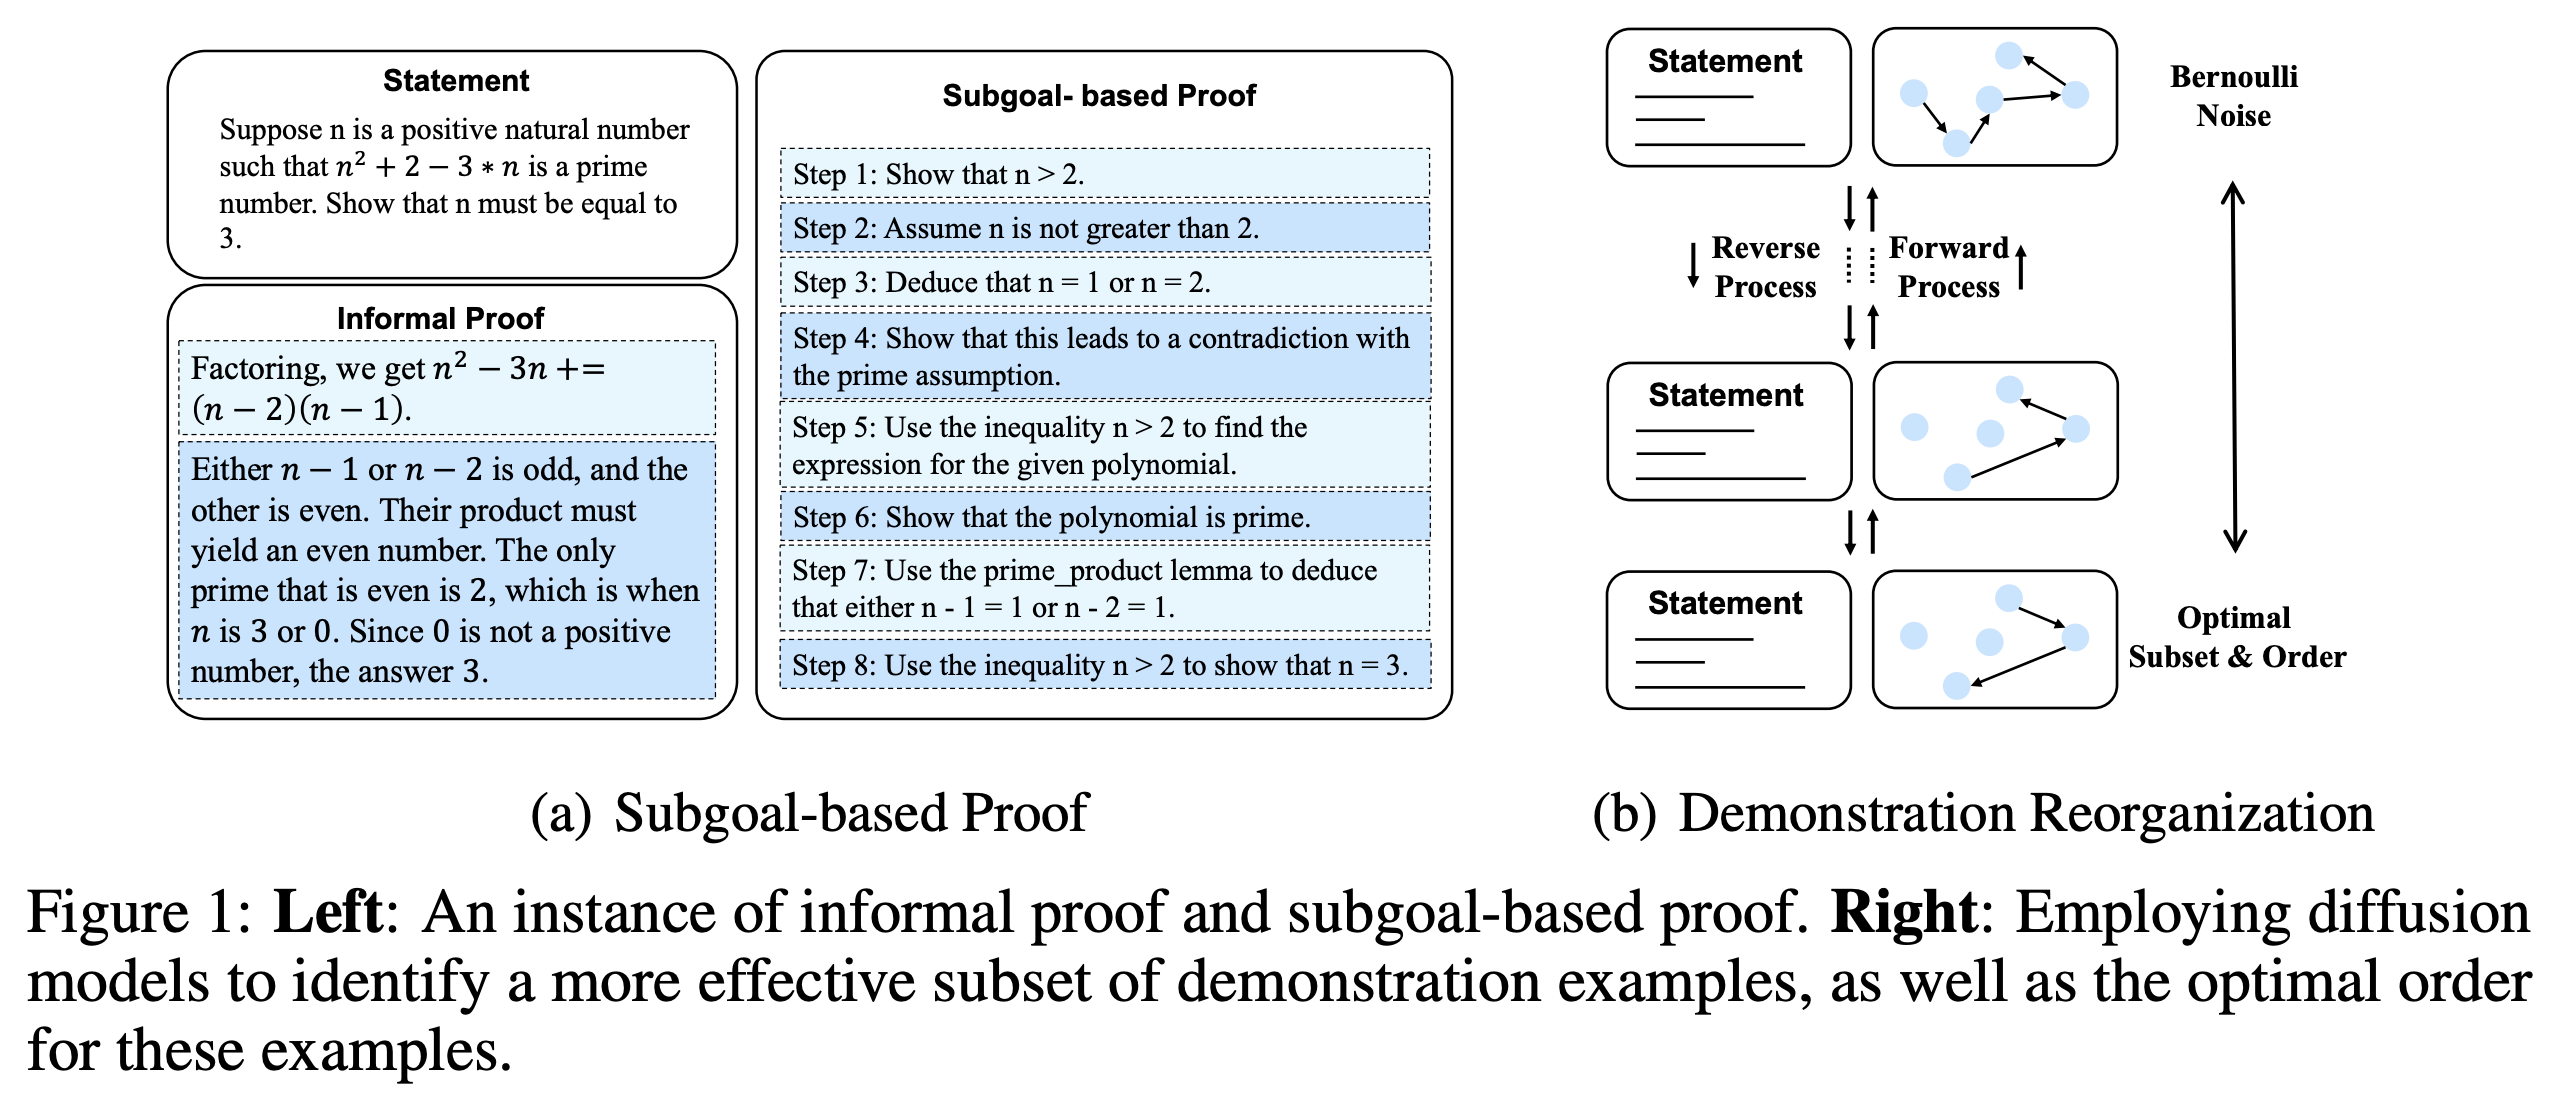 Statement
Suppose n is a positive natural number
such that n² + 2 − 3 ∗ n is a prime
number. Show that n must be equal to
3.
Informal Proof
Factoring, we get n² − 3n +=
(n − 2)(n − 1).
Either n − 1 or n − 2 is odd, and the
other is even. Their product must
yield an even number. The only
prime that is even is 2, which is when
n is 3 or 0. Since 0 is not a positive
number, the answer 3.
Subgoal- based Proof
Step 1: Show that n > 2.
Step 2: Assume n is not greater than 2.
Step 3: Deduce that n = 1 or n = 2.
Step 4: Show that this leads to a contradiction with
the prime assumption.
Step 5: Use the inequality n > 2 to find the
expression for the given polynomial.
Step 6: Show that the polynomial is prime.
Step 7: Use the prime_product lemma to deduce
that either n - 1 = 1 or n - 2 = 1.
Step 8: Use the inequality n > 2 to show that n = 3.
(a) Subgoal-based Proof
Statement
Bernoulli
Noise
Reverse
Process
Forward
Process
Statement
Statement
Optimal
Subset & Order
(b) Demonstration Reorganization
Figure 1: Left: An instance of informal proof and subgoal-based proof. Right: Employing diffusion
models to identify a more effective subset of demonstration examples, as well as the optimal order
for these examples.